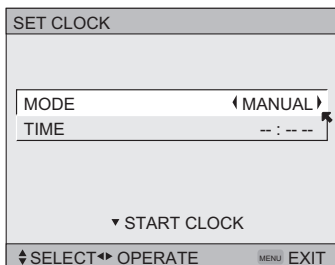 SET CLOCK
MODE MANUAL
TIME -- : -- --
START CLOCK
SELECT OPERATE MENU EXIT